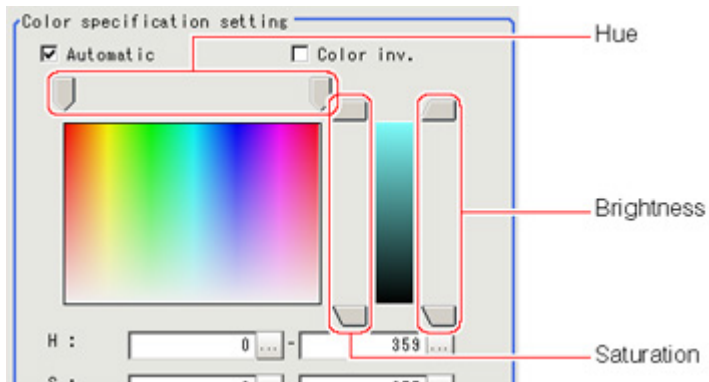 Color specification setting
Hue
Automatic
Color inv.
Brightness
H : 0 ... - 359 ...
Saturation